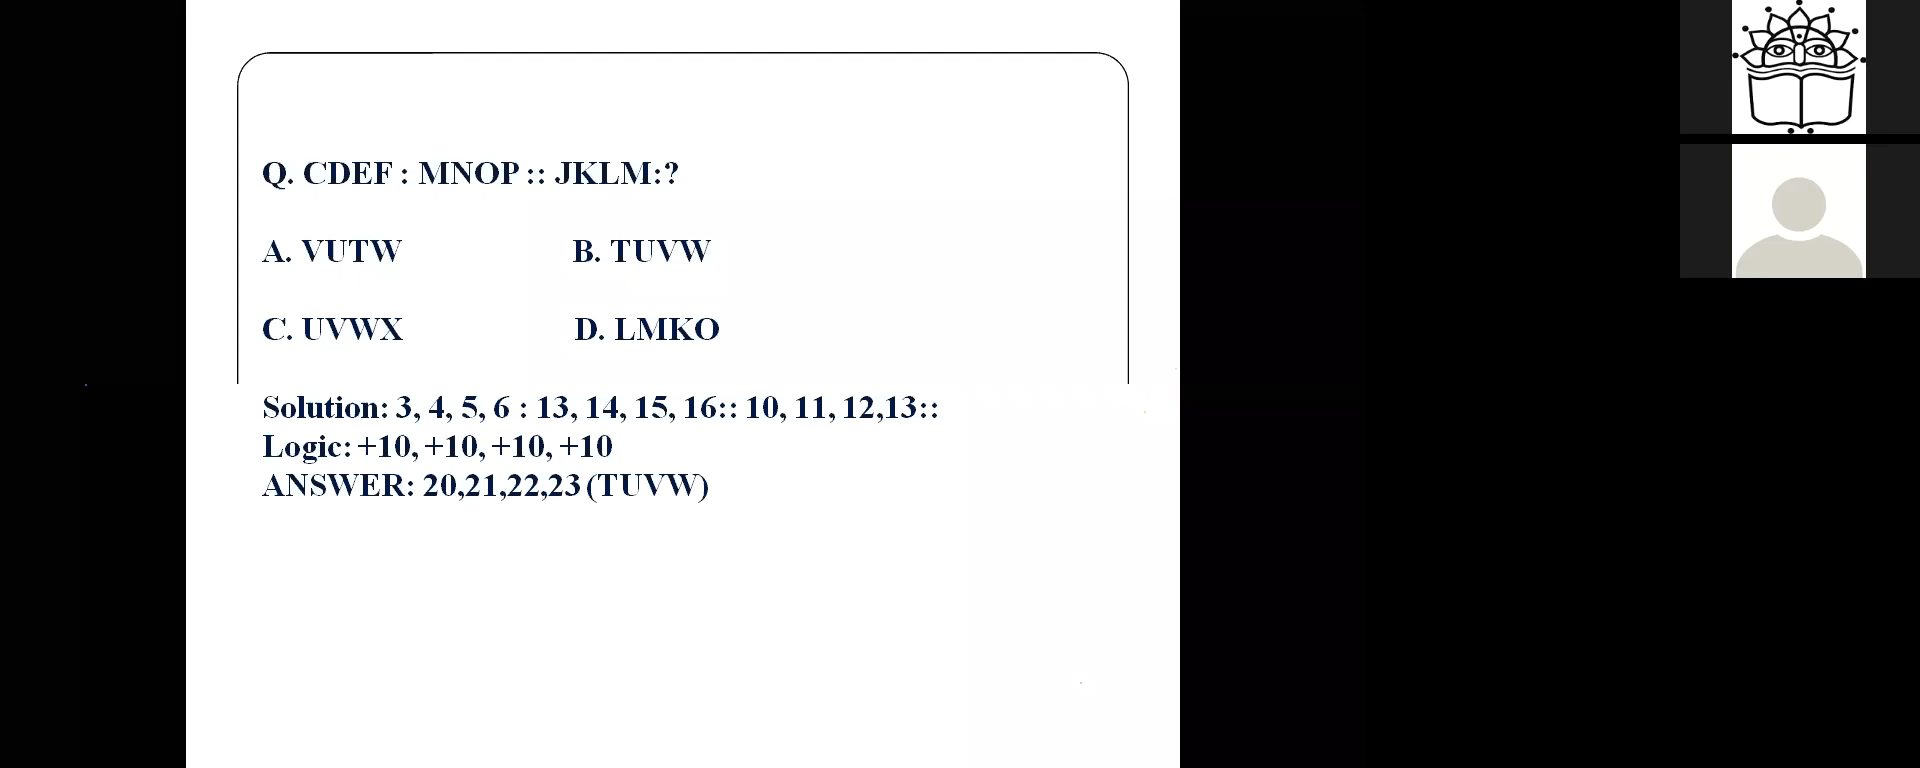 Q. CDEF : MNOP :: JKLM:?
A. VUTW B. TUVW
C. UVWX D. LMKO
Solution: 3, 4, 5, 6 : 13, 14, 15, 16:: 10, 11, 12,13::
Logic: +10, +10, +10, +10
ANSWER: 20,21,22,23 (TUVW)